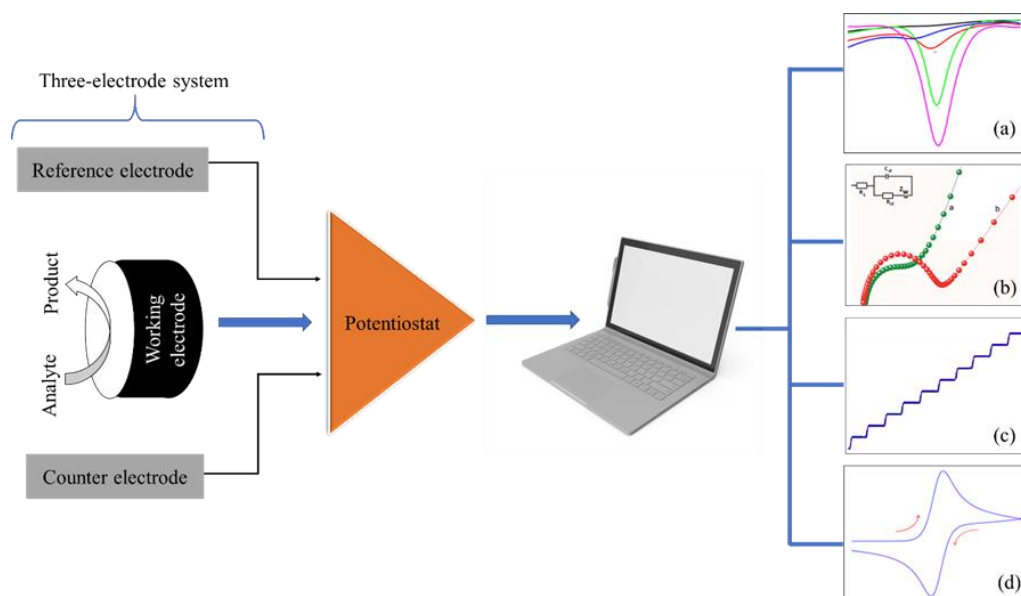 Three-electrode system
Reference electrode
Product
Analyte
Working
electrode
Counter electrode
Potentiostat
(a)
a
b
(b)
(c)
(d)